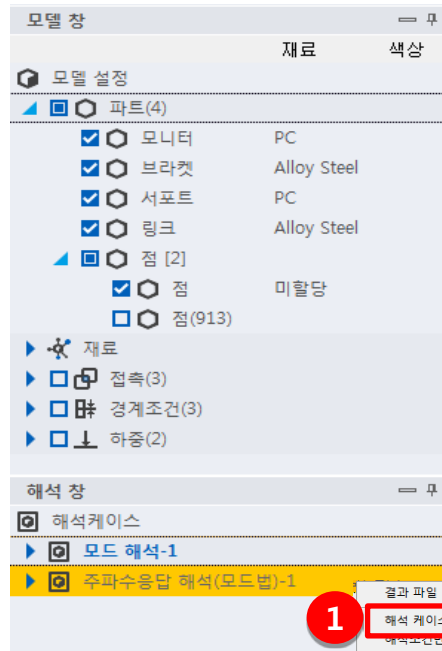 모델 창
재료 색상
모델 설정
파트(4)
모니터 PC
브라켓 Alloy Steel
서포트 PC
링크 Alloy Steel
점 [2]
점 미할당
점(913)
재료
접촉(3)
경계조건(3)
하중(2)
해석 창
해석케이스
모드 해석-1
주파수응답 해석(모드법)-1
결과 파일
1
해석 케이스